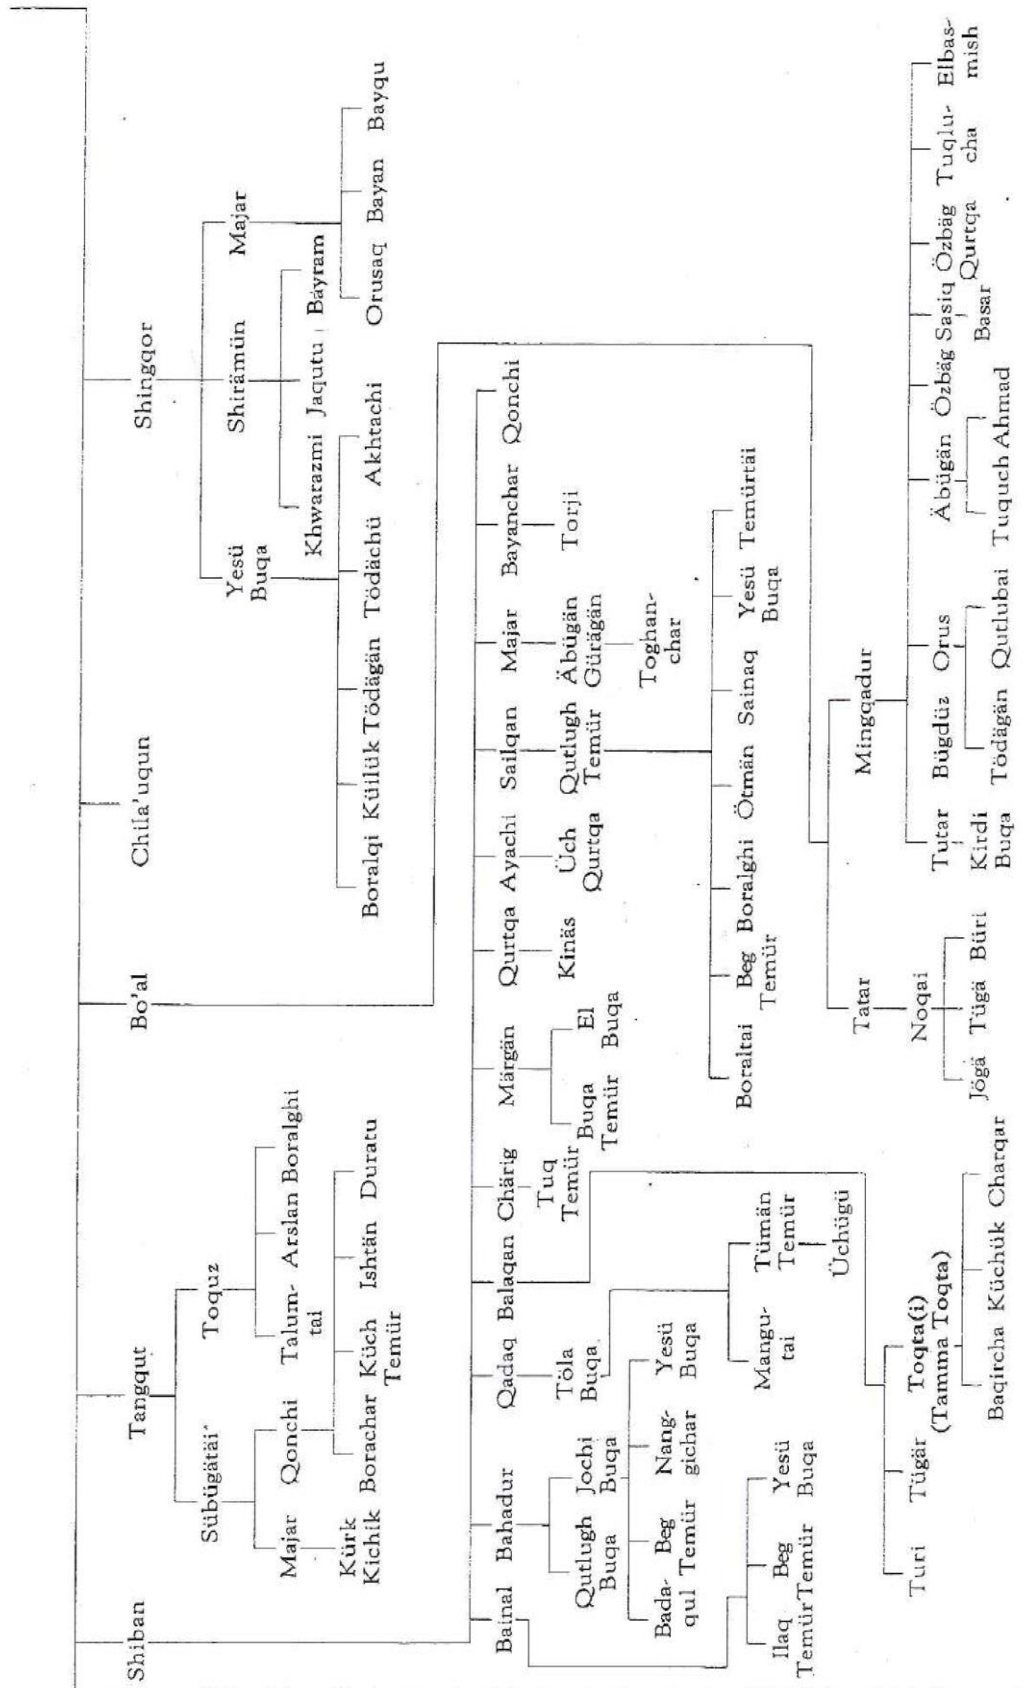 Shiban Tangqut Bo'al Chila'uqun Shingqor
Sübügätäi Toquz Yesü Shirämün Majar
Buqa
Majar Qonchi Talum- Arslan Boralghi Khwarazmi Jaqutu Bayram
tai
Kürk Borachar Küch Ishtän Duratu Boralqi Küilük Tödägän Tödächü Akhtachi Orusaq Bayan Bayqu
Kichik Temür
Bainal Bahadur Qadaq Balaqan Chärig Märgän Qurtqa Ayachi Sailqan Majar Bayanchar Qonchi
Qutlugh Jochi Töla Tuq Buqa El Kinäs Üch Qutlugh Äbügän Torji
Buqa Buqa Buqa Temür Temür Buqa Qurtqa Temür Gürägän
Bada- Beg Nang- Yesü Toghan-
qul Temür gichar Buqa char
Mangu- Tümän Boraltai Beg Boralghi Ötmän Sainaq Yesü Temürtäi
tai Temür Temür Buqa
Ilaq Beg Yesü
Temür Temür Buqa
Üchügü
Tatar Mingqadur
Turi Tügär Toqta(i) Noqai Tutar Bügdüz Orus Äbügän Özbäg Sasiq Özbäg Tuqlu- Elbas-
(Tamma Toqta) Qurtqa cha mish
Jögä Tügä Büri Kirdi Tödägän Qutlubai Tuquch Ahmad Basar
Buqa
Baqircha Küchük Charqar